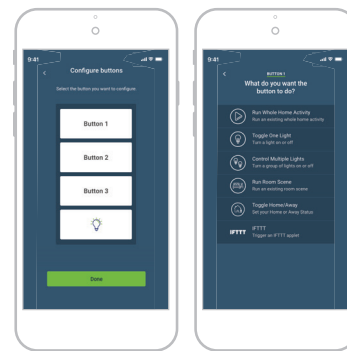 9:41
Configure buttons
Select the button you want to configure
Button 1
Button 2
Button 3
Done
9:41
BUTTON 1
What do you want the
button to do?
Run Whole Home Activity
Run an existing whole home activity
Toggle One Light
Turn a light on or off
Control Multiple Lights
Turn a group of lights on or off
Run Room Scene
Run an existing room scene
Toggle Home/Away
Set your Home or Away Status
IFTTT
IFTTT
Trigger an IFTTT applet